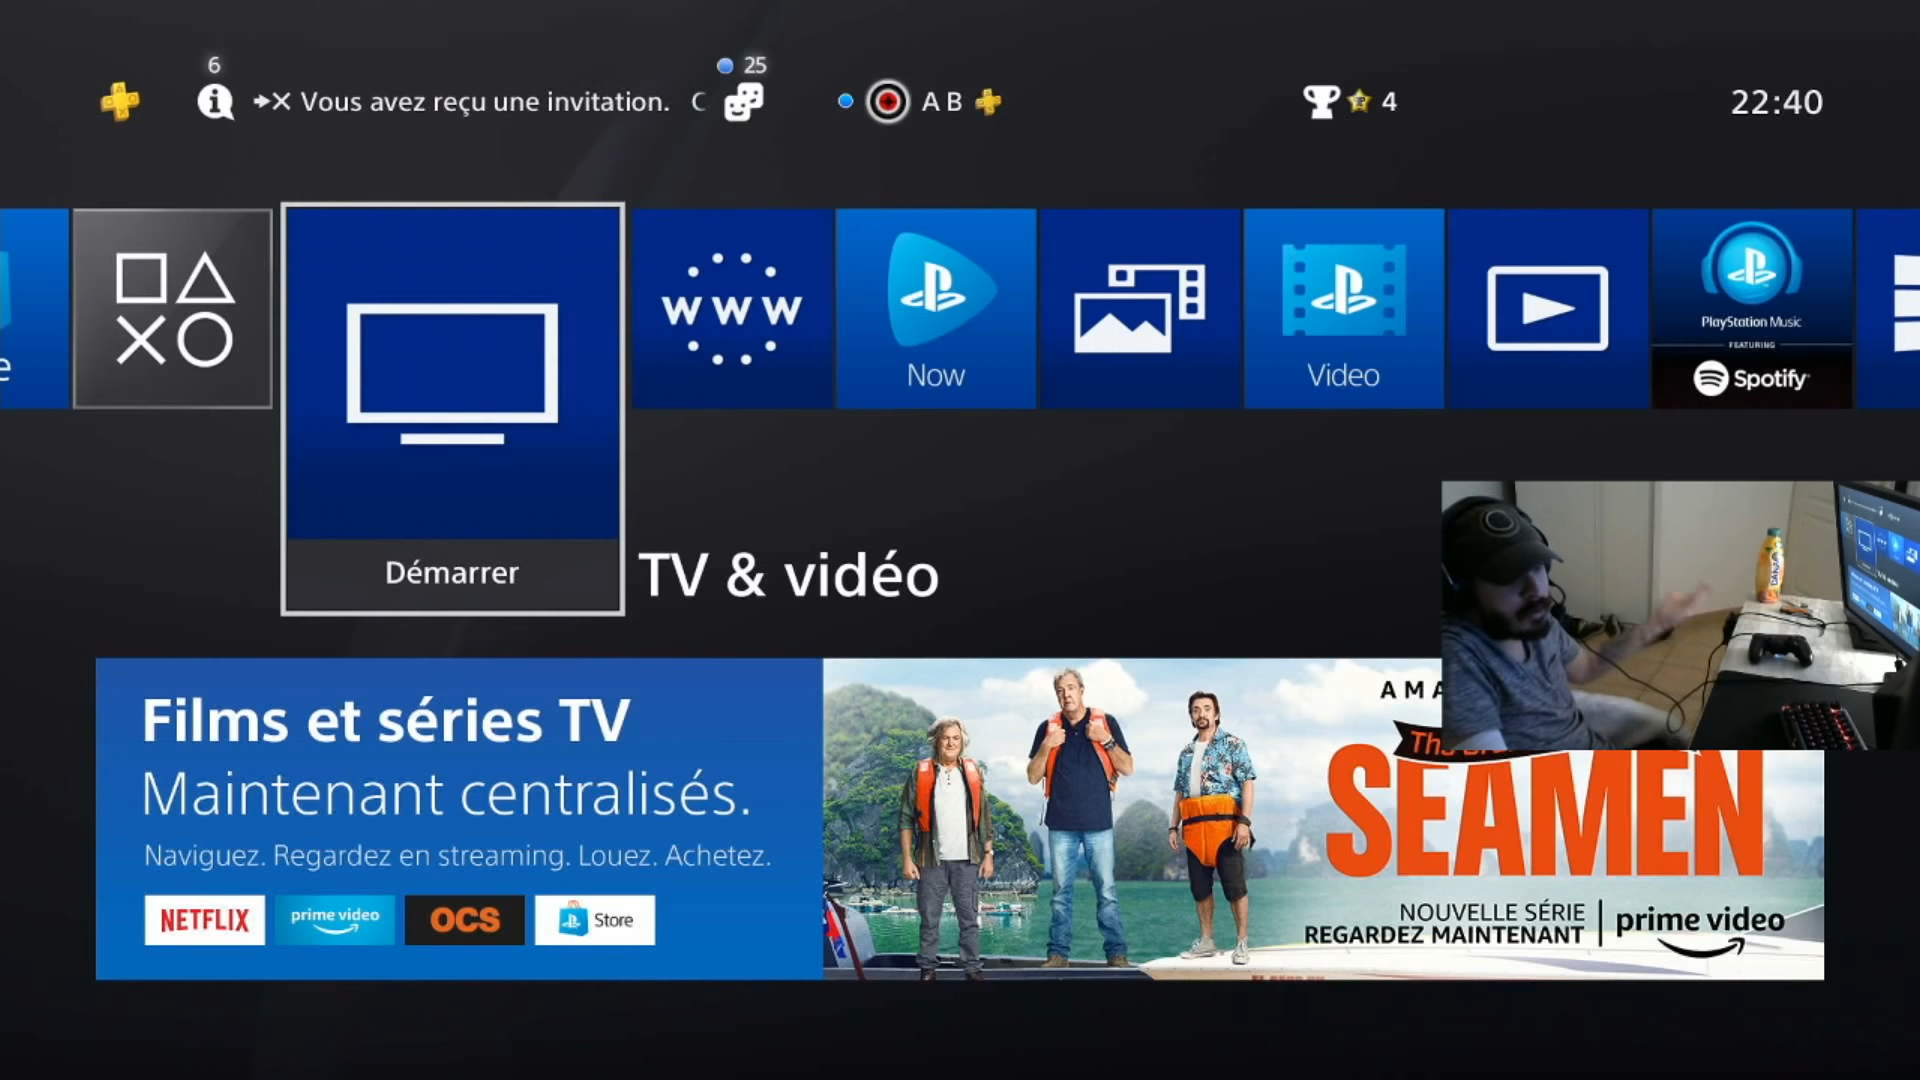 6
25
Vous avez reçu une invitation. C
A B
4
22:40
e
www
Now
Video
PlayStation Music
FEATURING
Spotify
Démarrer
TV & vidéo
Films et séries TV
Maintenant centralisés.
Naviguez. Regardez en streaming. Louez. Achetez.
NETFLIX
prime video
OCS
Store
AMA
SEAMEN
NOUVELLE SÉRIE
REGARDEZ MAINTENANT
prime video